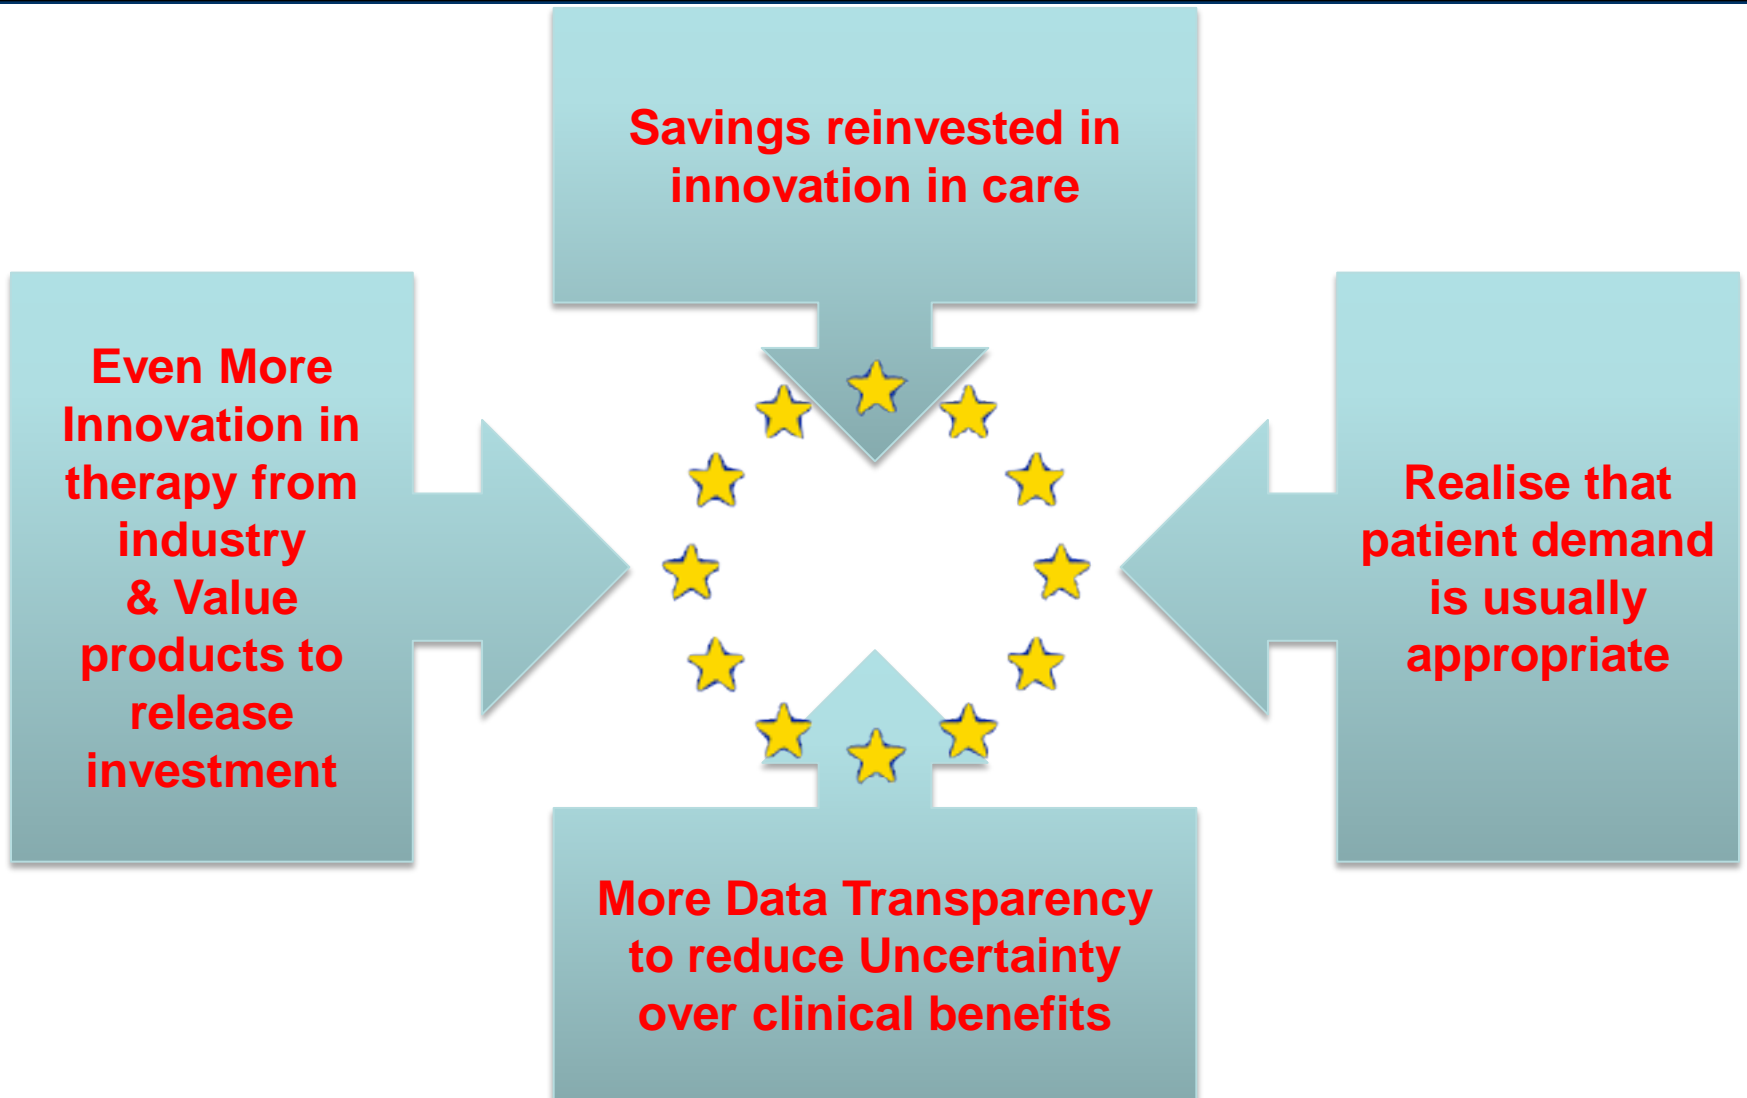 Savings reinvested in
innovation in care
Even More
Innovation in
therapy from
industry
& Value
products to
release
investment
Realise that
patient demand
is usually
appropriate
More Data Transparency
to reduce Uncertainty
over clinical benefits